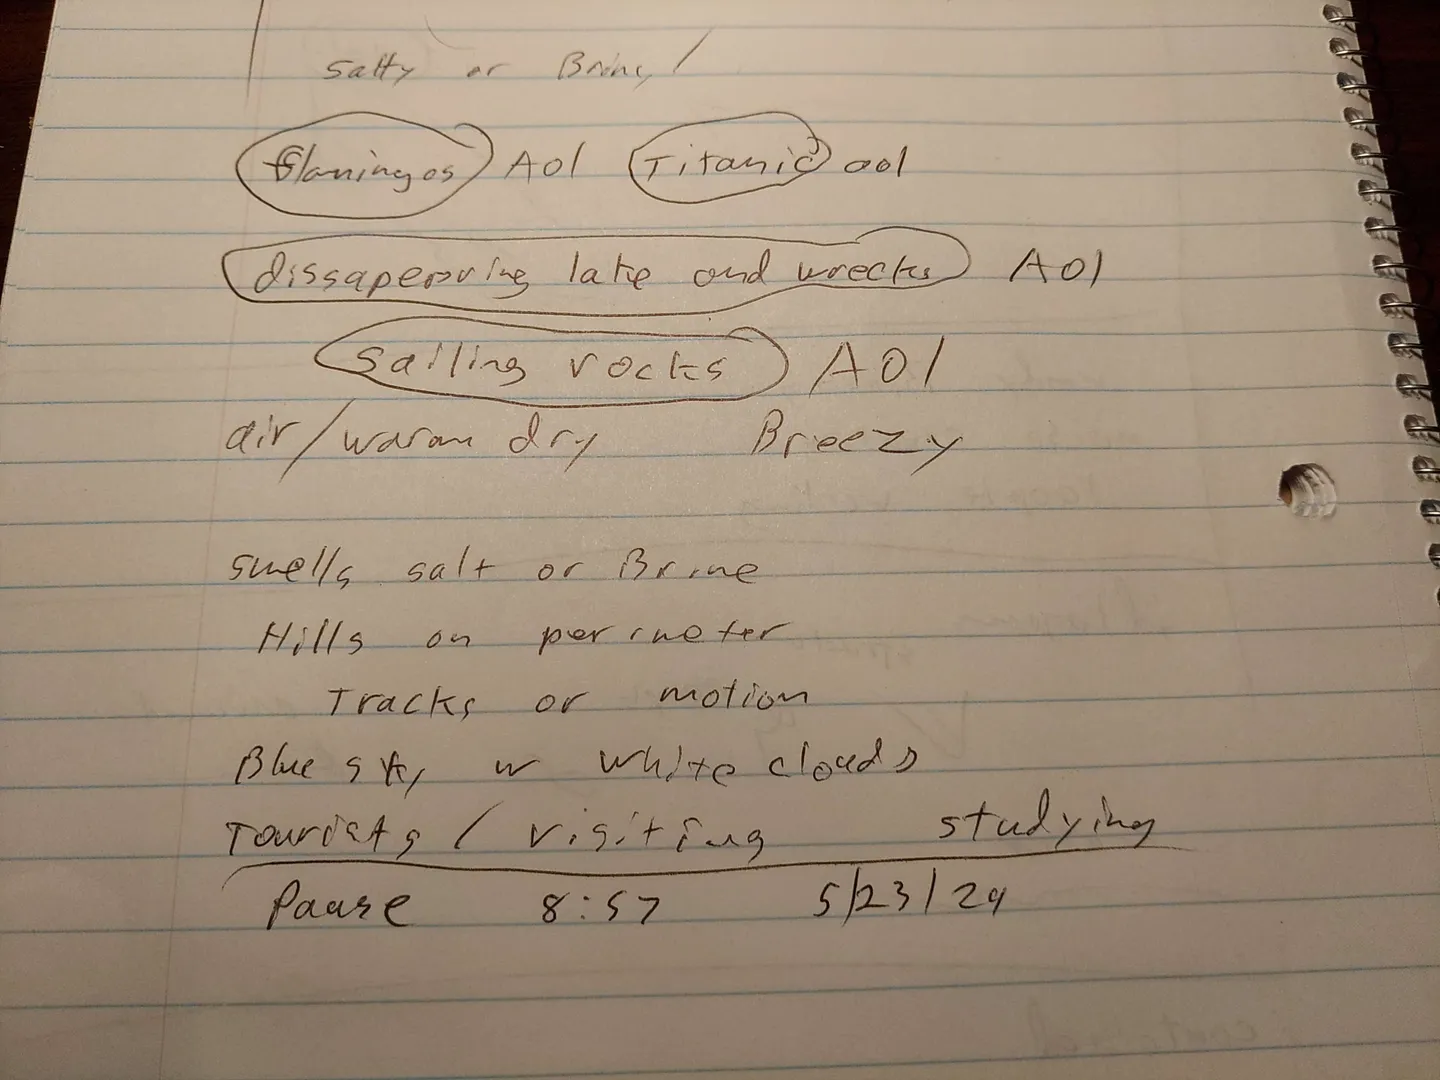 salty or Briney
flamingos AOl Titanic aol
dissapearing lake and wrecks AOl
sailing rocks AOl
air/warm dry Breezy
smells salt or Brine
Hills on perimeter
Tracks or motion
Blue sky w white clouds
Tourists / visiting studying
Pause 8:57 5/23/24